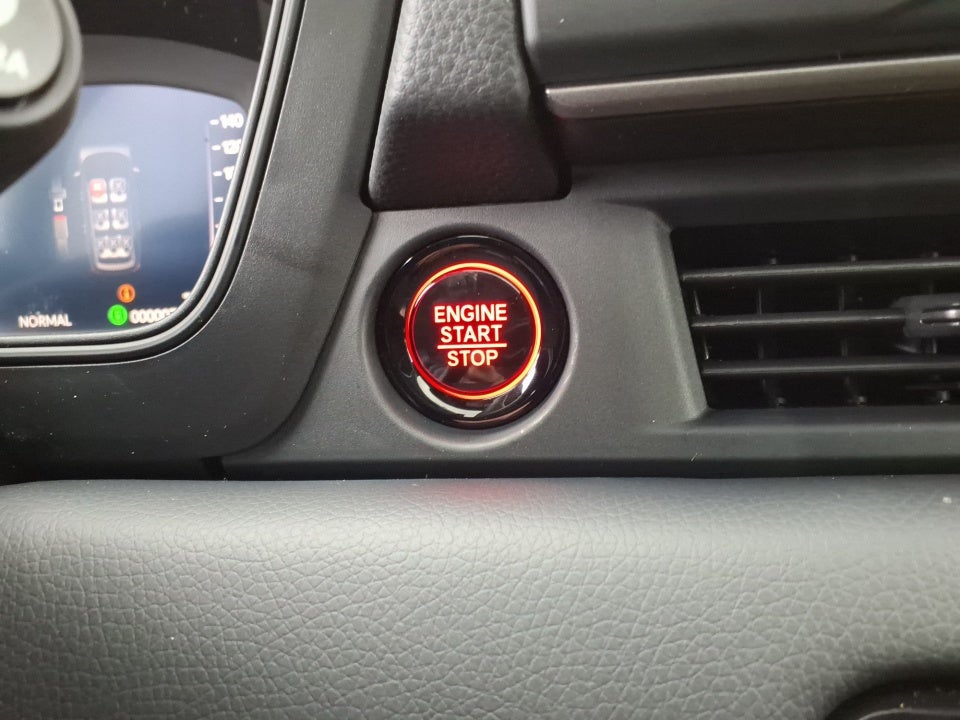 140
NORMAL
ENGINE
START
STOP